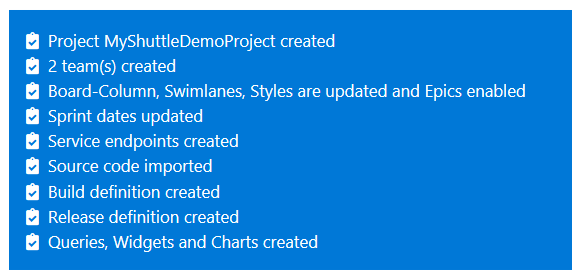 Project MyShuttleDemoProject created
2 team(s) created
Board-Column, Swimlanes, Styles are updated and Epics enabled
Sprint dates updated
Service endpoints created
Source code imported
Build definition created
Release definition created
Queries, Widgets and Charts created